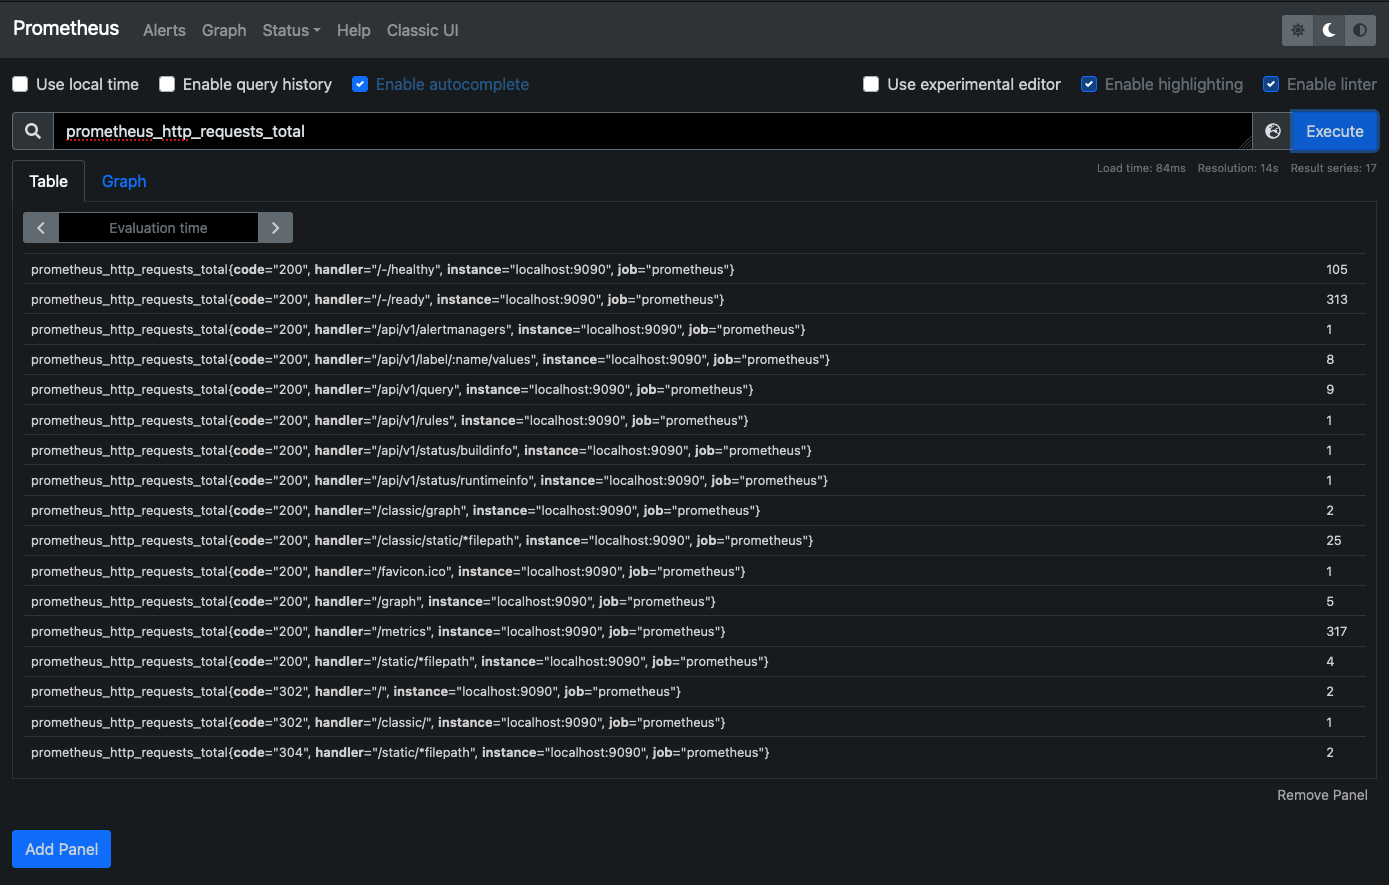 Prometheus Alerts Graph Status Help Classic UI
Use local time Enable query history Enable autocomplete Use experimental editor Enable highlighting Enable linter
prometheus_http_requests_total Execute
Load time: 84ms Resolution: 14s Result series: 17
Table Graph
Evaluation time
prometheus_http_requests_total{code="200", handler="/-/healthy", instance="localhost:9090", job="prometheus"} 105
prometheus_http_requests_total{code="200", handler="/-/ready", instance="localhost:9090", job="prometheus"} 313
prometheus_http_requests_total{code="200", handler="/api/v1/alertmanagers", instance="localhost:9090", job="prometheus"} 1
prometheus_http_requests_total{code="200", handler="/api/v1/label/:name/values", instance="localhost:9090", job="prometheus"} 8
prometheus_http_requests_total{code="200", handler="/api/v1/query", instance="localhost:9090", job="prometheus"} 9
prometheus_http_requests_total{code="200", handler="/api/v1/rules", instance="localhost:9090", job="prometheus"} 1
prometheus_http_requests_total{code="200", handler="/api/v1/status/buildinfo", instance="localhost:9090", job="prometheus"} 1
prometheus_http_requests_total{code="200", handler="/api/v1/status/runtimeinfo", instance="localhost:9090", job="prometheus"} 1
prometheus_http_requests_total{code="200", handler="/classic/graph", instance="localhost:9090", job="prometheus"} 2
prometheus_http_requests_total{code="200", handler="/classic/static/*filepath", instance="localhost:9090", job="prometheus"} 25
prometheus_http_requests_total{code="200", handler="/favicon.ico", instance="localhost:9090", job="prometheus"} 1
prometheus_http_requests_total{code="200", handler="/graph", instance="localhost:9090", job="prometheus"} 5
prometheus_http_requests_total{code="200", handler="/metrics", instance="localhost:9090", job="prometheus"} 317
prometheus_http_requests_total{code="200", handler="/static/*filepath", instance="localhost:9090", job="prometheus"} 4
prometheus_http_requests_total{code="302", handler="/", instance="localhost:9090", job="prometheus"} 2
prometheus_http_requests_total{code="302", handler="/classic/", instance="localhost:9090", job="prometheus"} 1
prometheus_http_requests_total{code="304", handler="/static/*filepath", instance="localhost:9090", job="prometheus"} 2
Remove Panel
Add Panel